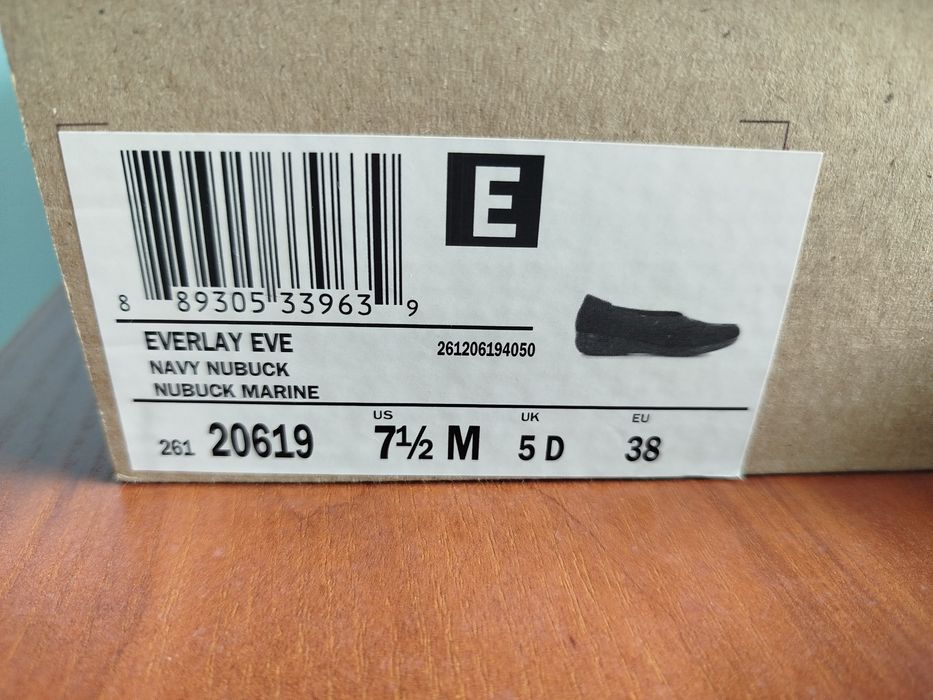 E
8 89305 33963 9
EVERLAY EVE
261206194050
NAVY NUBUCK
NUBUCK MARINE
US UK EU
261 20619 7½ M 5 D 38